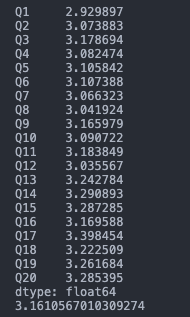 Q1 2.929897
Q2 3.073883
Q3 3.178694
Q4 3.082474
Q5 3.105842
Q6 3.107388
Q7 3.066323
Q8 3.041924
Q9 3.165979
Q10 3.090722
Q11 3.183849
Q12 3.035567
Q13 3.242784
Q14 3.290893
Q15 3.287285
Q16 3.169588
Q17 3.398454
Q18 3.222509
Q19 3.261684
Q20 3.285395
dtype: float64
3.1610567010309274